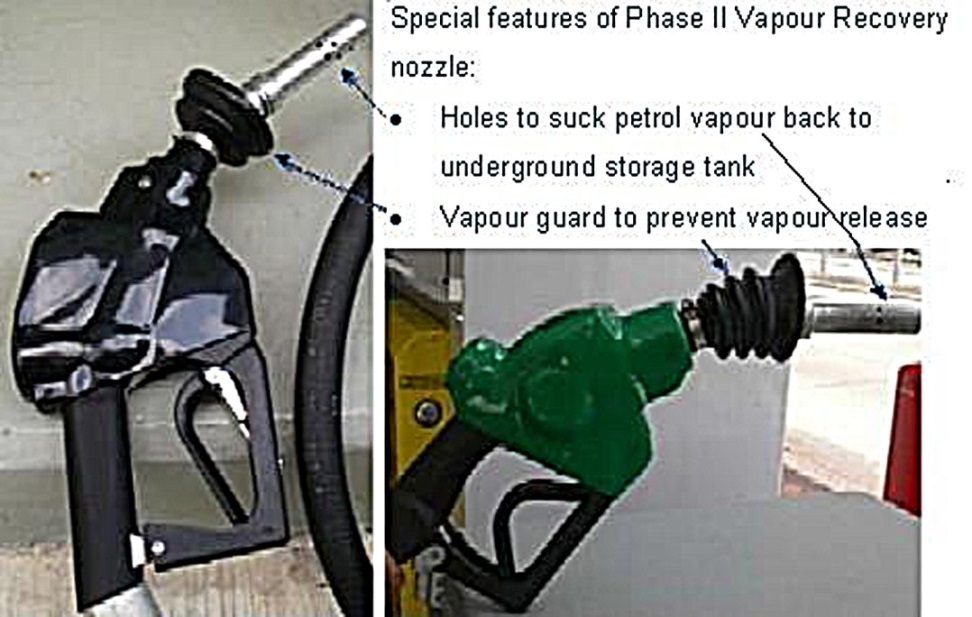 Special features of Phase II Vapour Recovery
nozzle:
• Holes to suck petrol vapour back to
underground storage tank
• Vapour guard to prevent vapour release